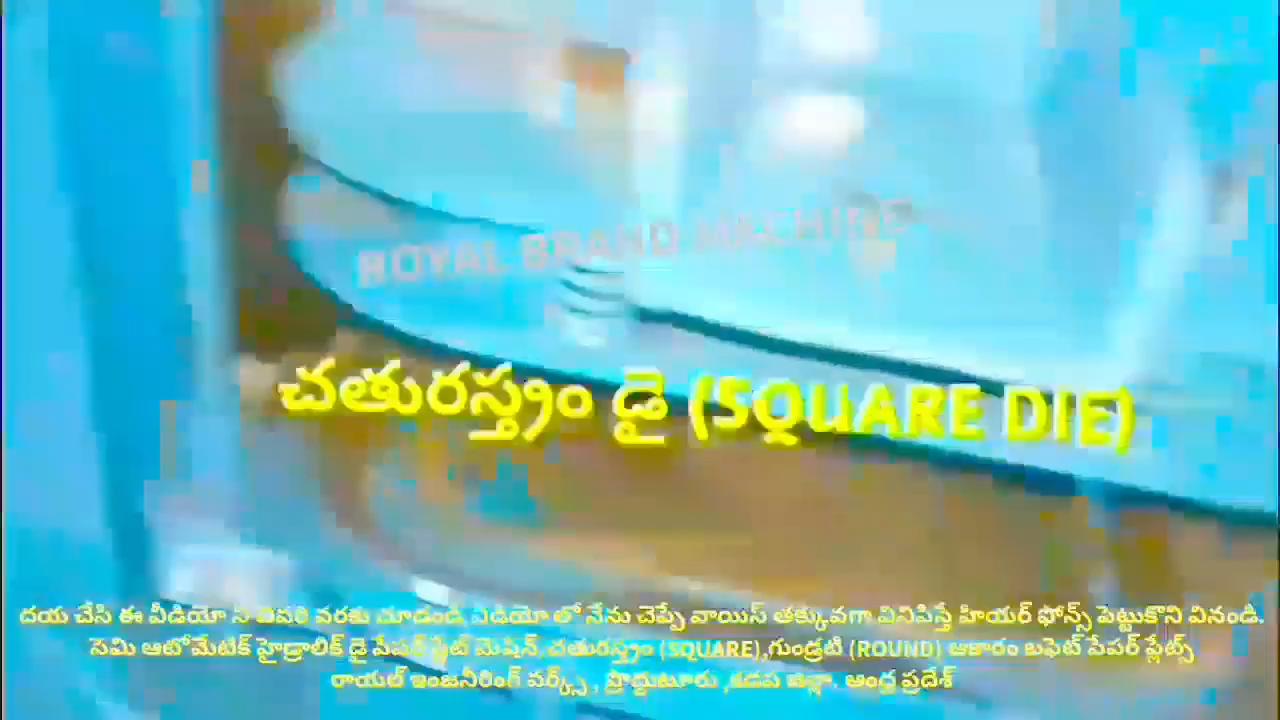 ROYAL BRAND MACHINE
చతురస్త్రం డై (SQUARE DIE)
దయ చేసి ఈ వీడియో ని చివరి వరకు చూడండి, వీడియో లో నేను చెప్పే వాయిస్ తక్కువగా వినిపిస్తే హియర్ ఫోన్స్ పెట్టుకొని వినండి.
సెమి ఆటోమేటిక్ హైడ్రాలిక్ డై పేపర్ ప్లేట్ మెషిన్, చతురస్త్రం (SQUARE),గుండ్రటి (ROUND) ఆకారం బఫెట్ పేపర్ ప్లేట్స్
రాయల్ ఇంజనీరింగ్ వర్క్స్ , ప్రొద్దుటూరు ,కడప జిల్లా. ఆంధ్ర ప్రదేశ్